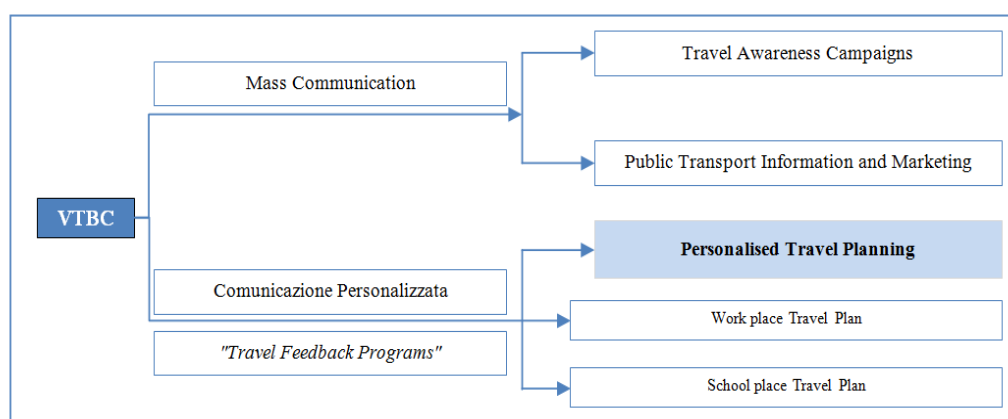 Travel Awareness Campaigns
Mass Communication
Public Transport Information and Marketing
VTBC
Personalised Travel Planning
Comunicazione Personalizzata
Work place Travel Plan
"Travel Feedback Programs"
School place Travel Plan